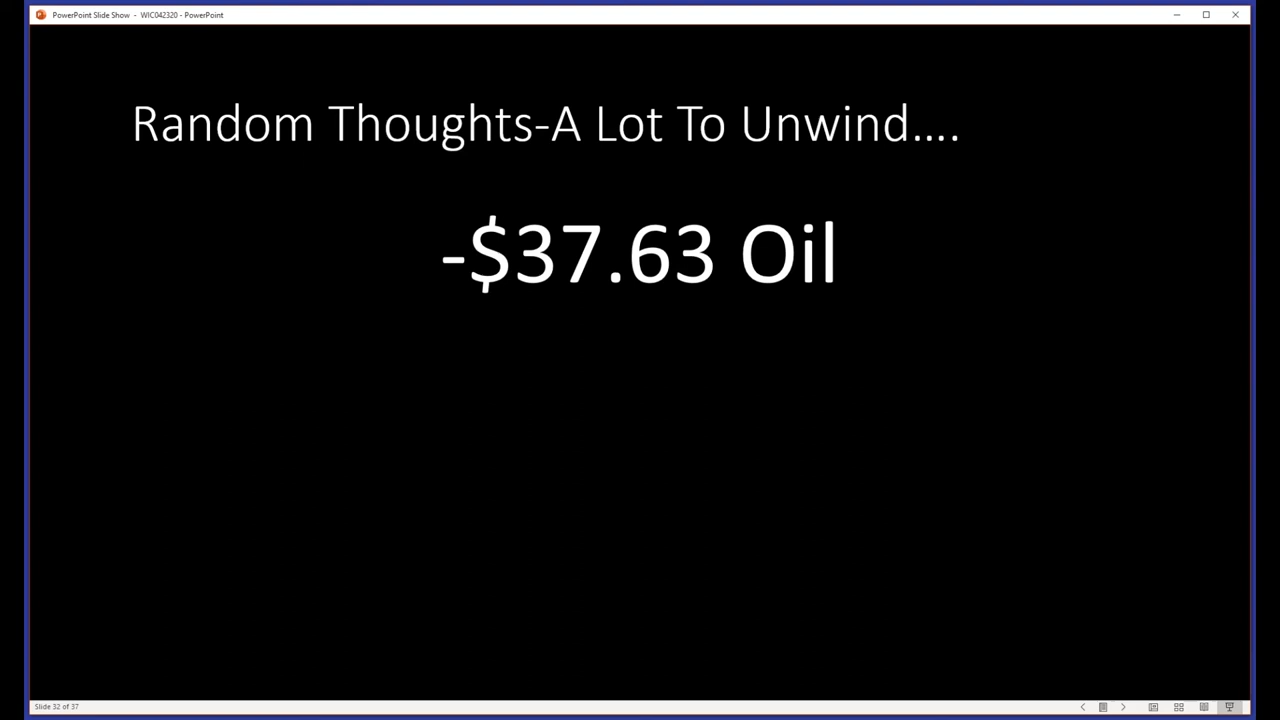 PowerPoint Slide Show - WIC042320 - PowerPoint
Random Thoughts-A Lot To Unwind....
-$37.63 Oil
Slide 32 of 37